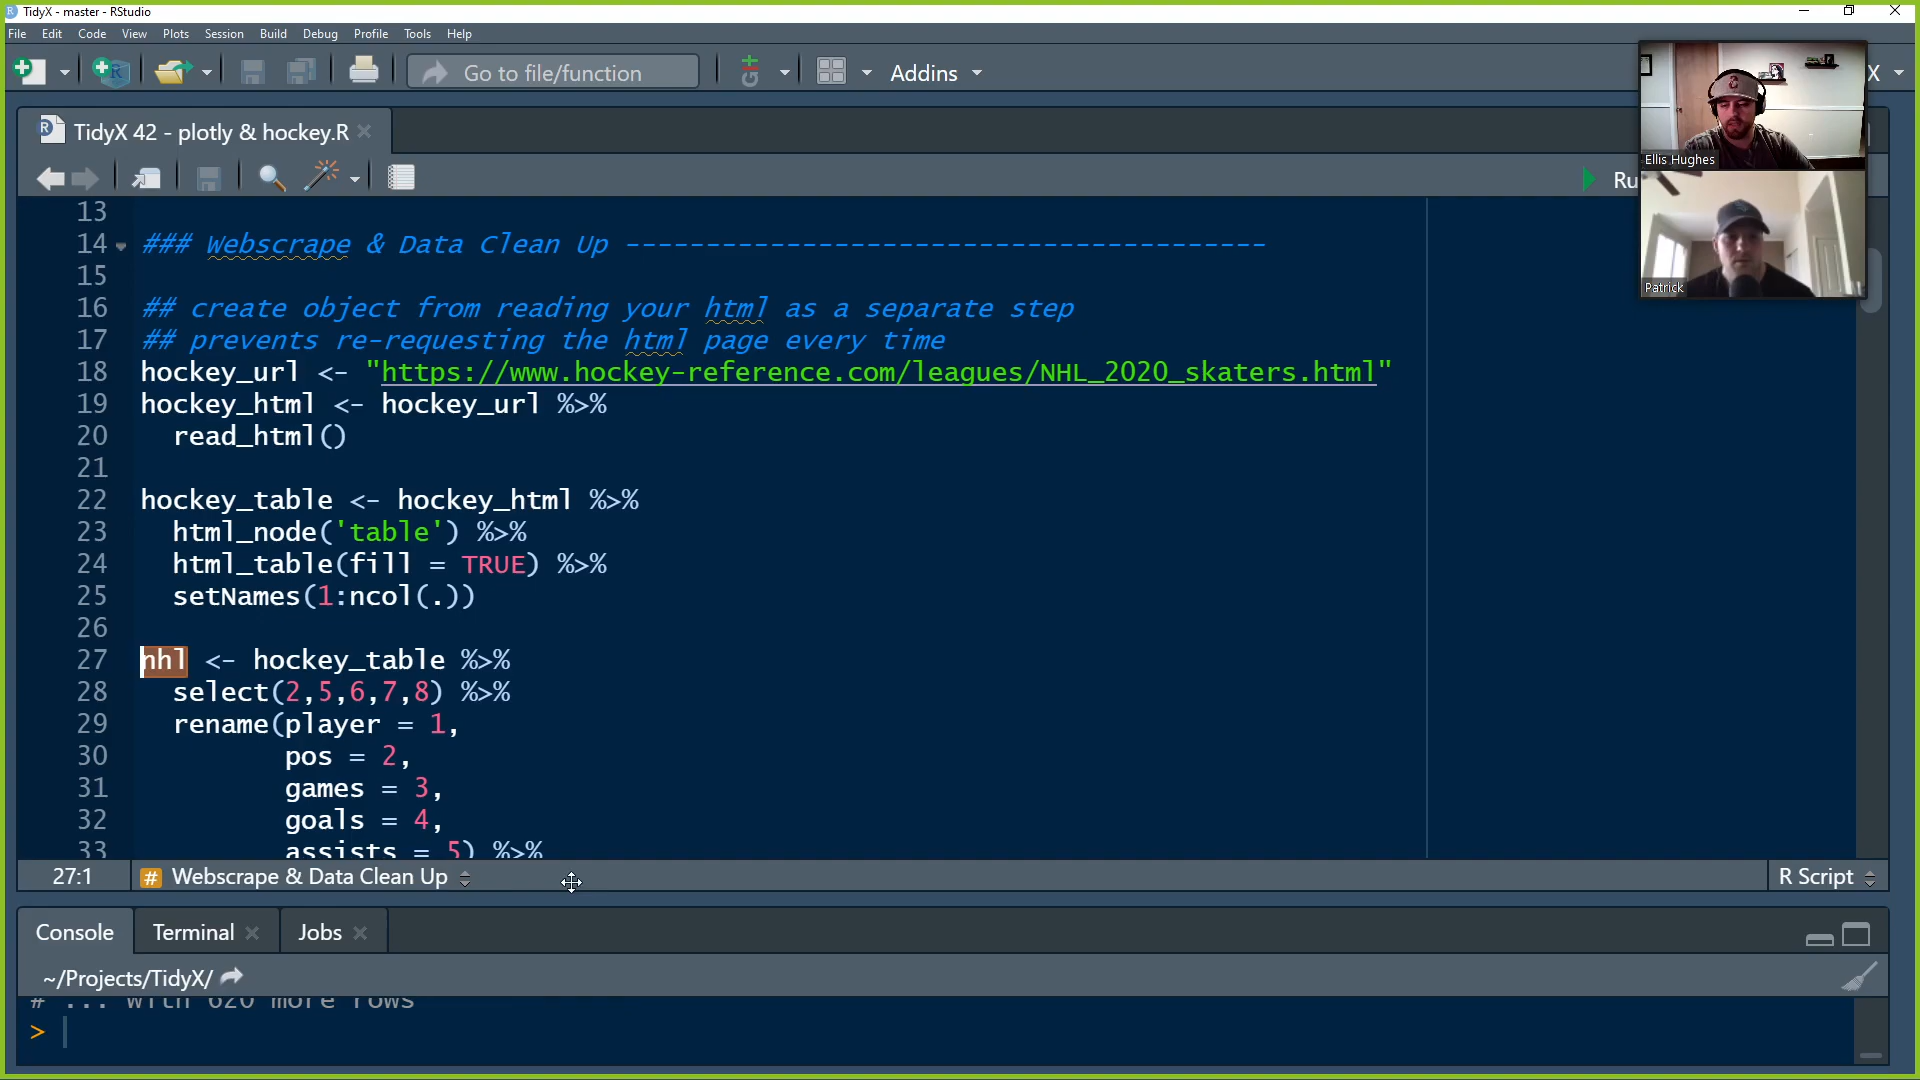 TidyX - master - RStudio
File Edit Code View Plots Session Build Debug Profile Tools Help
Go to file/function
Addins
X
TidyX 42 - plotly & hockey.R
Ru
Ellis Hughes
Patrick
13
14 ### Webscrape & Data Clean Up ----------------------------------------
15
16 ## create object from reading your html as a separate step
17 ## prevents re-requesting the html page every time
18 hockey_url <- "https://www.hockey-reference.com/leagues/NHL_2020_skaters.html"
19 hockey_html <- hockey_url %>%
20 read_html()
21
22 hockey_table <- hockey_html %>%
23 html_node('table') %>%
24 html_table(fill = TRUE) %>%
25 setNames(1:ncol(.))
26
27 nhl <- hockey_table %>%
28 select(2,5,6,7,8) %>%
29 rename(player = 1,
30 pos = 2,
31 games = 3,
32 goals = 4,
33 assists = 5) %>%
27:1 # Webscrape & Data Clean Up R Script
Console Terminal Jobs
~/Projects/TidyX/
# ... with 620 more rows
>